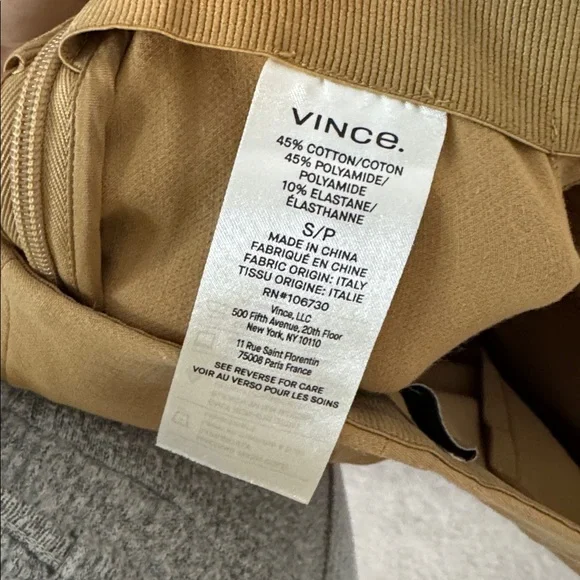 VINCe.
45% COTTON/COTON
45% POLYAMIDE/
POLYAMIDE
10% ELASTANE/
ÉLASTHANNE
S/P
MADE IN CHINA
FABRIQUÉ EN CHINE
FABRIC ORIGIN: ITALY
TISSU ORIGINE: ITALIE
RN#106730
Vince, LLC
500 Fifth Avenue, 20th Floor
New York, NY 10110
11 Rue Saint Florentin
75008 Paris France
SEE REVERSE FOR CARE
VOIR AU VERSO POUR LES SOINS